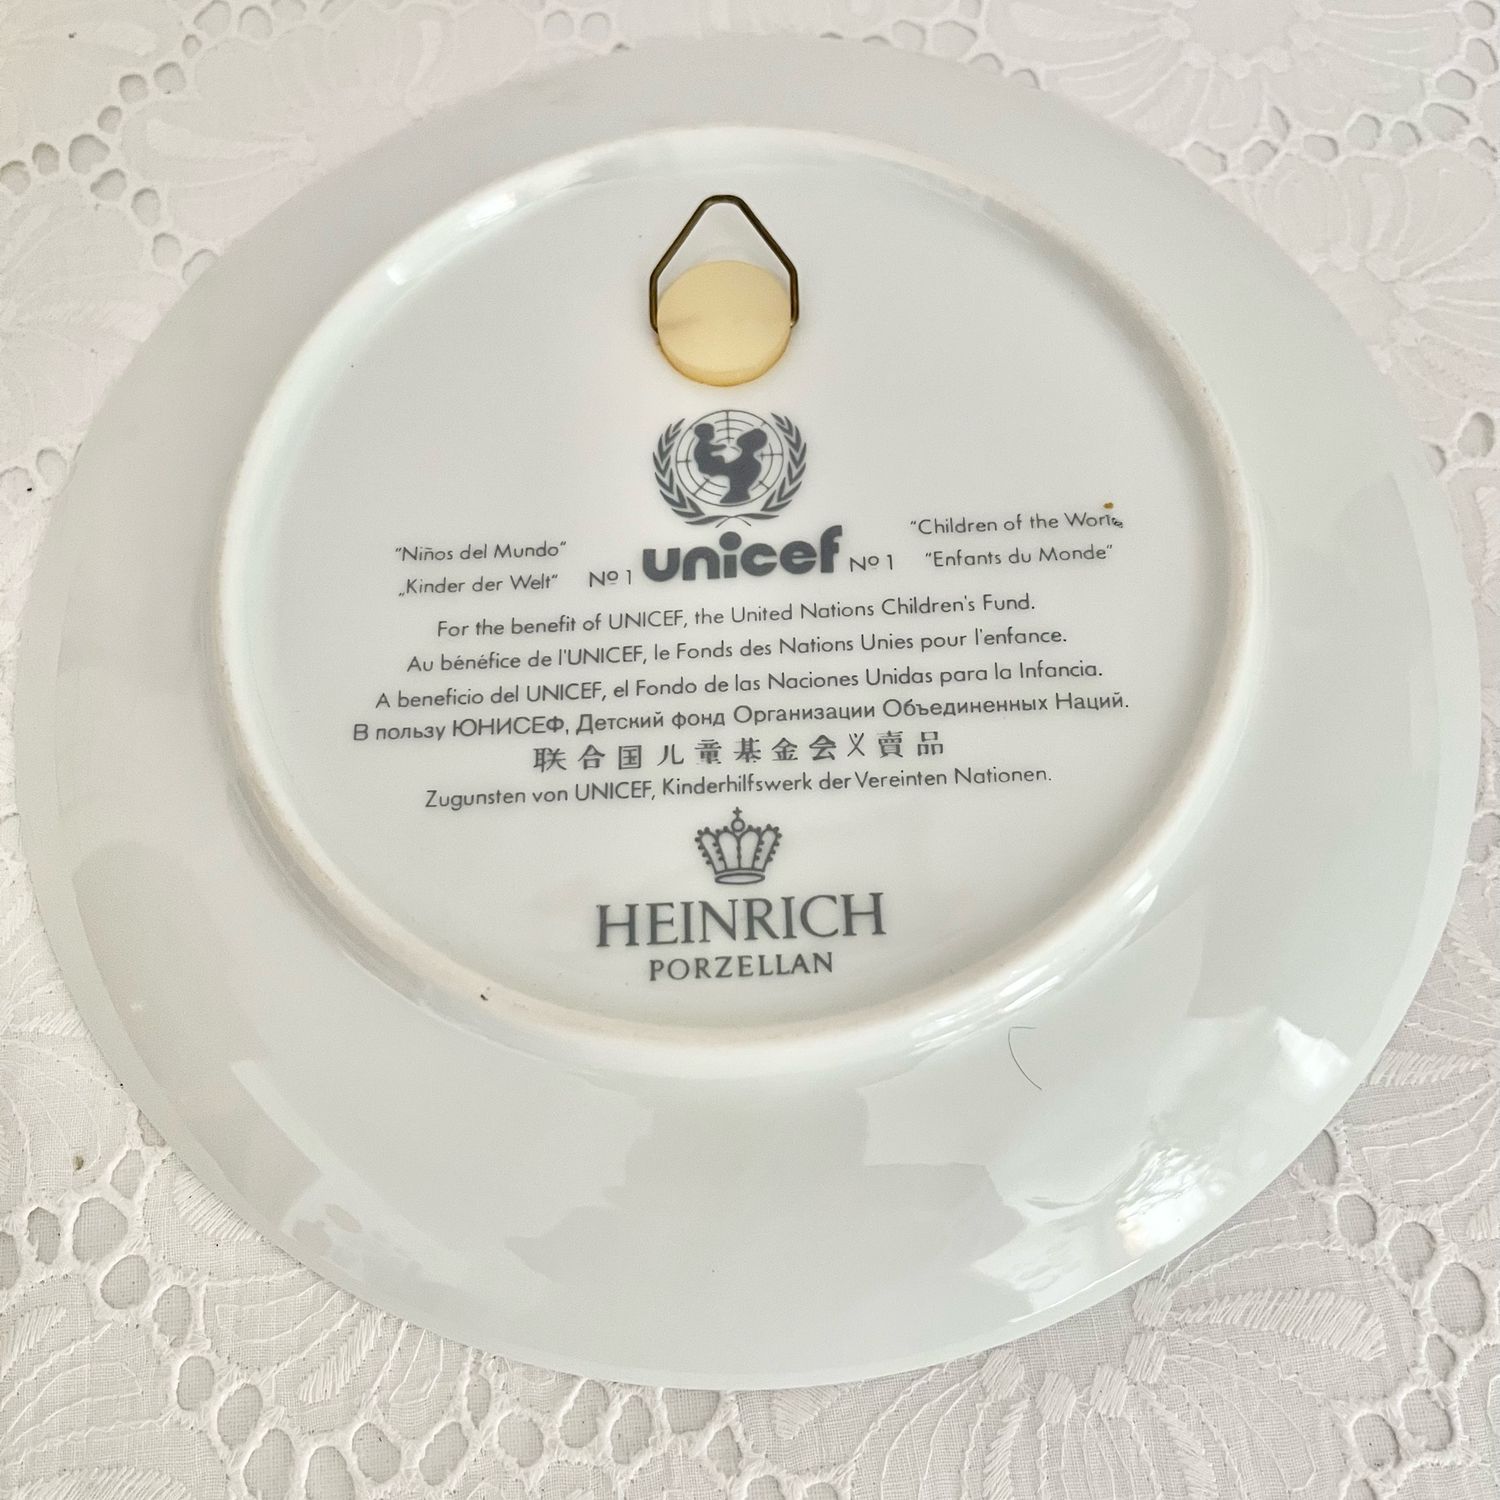 "Niños del Mundo"
„Kinder der Welt"
Nº 1 unicef Nº 1
"Children of the
"Enfants du Monde"
For the benefit of UNICEF, the United Nations Children's Fund.
Au bénéfice de l'UNICEF, le Fonds des Nations Unies pour l'enfance.
A beneficio del UNICEF, el Fondo de las Naciones Unidas para la Infancia.
В пользу ЮНИСЕФ, Детский фонд Организации Объединенных Наций.
联合国儿童基金会义賣品
Zugunsten von UNICEF, Kinderhilfswerk der Vereinten Nationen.
HEINRICH
PORZELLAN